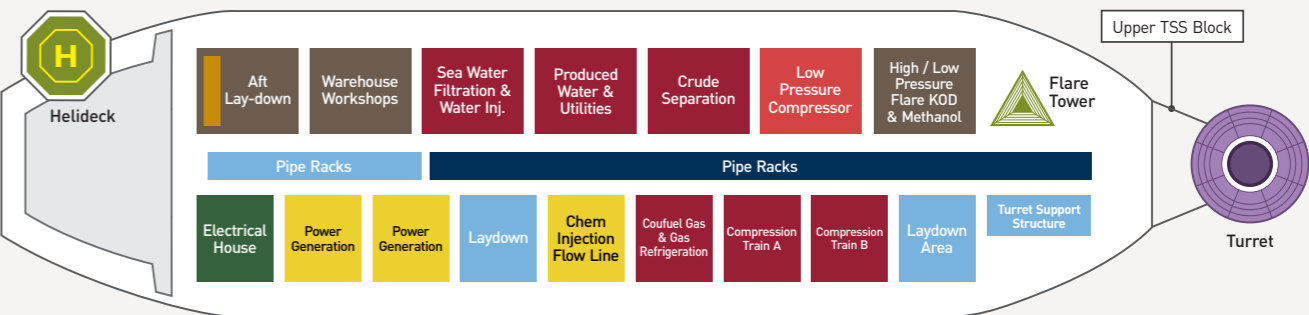 Upper TSS Block
H
Helideck
Aft
Lay-down
Warehouse
Workshops
Sea Water
Filtration &
Water Inj.
Produced
Water &
Utilities
Crude
Separation
Low
Pressure
Compressor
High / Low
Pressure
Flare KOD
& Methanol
Flare
Tower
Pipe Racks
Pipe Racks
Electrical
House
Power
Generation
Power
Generation
Laydown
Chem
Injection
Flow Line
Coufuel Gas
& Gas
Refrigeration
Compression
Train A
Compression
Train B
Laydown
Area
Turret Support
Structure
Turret